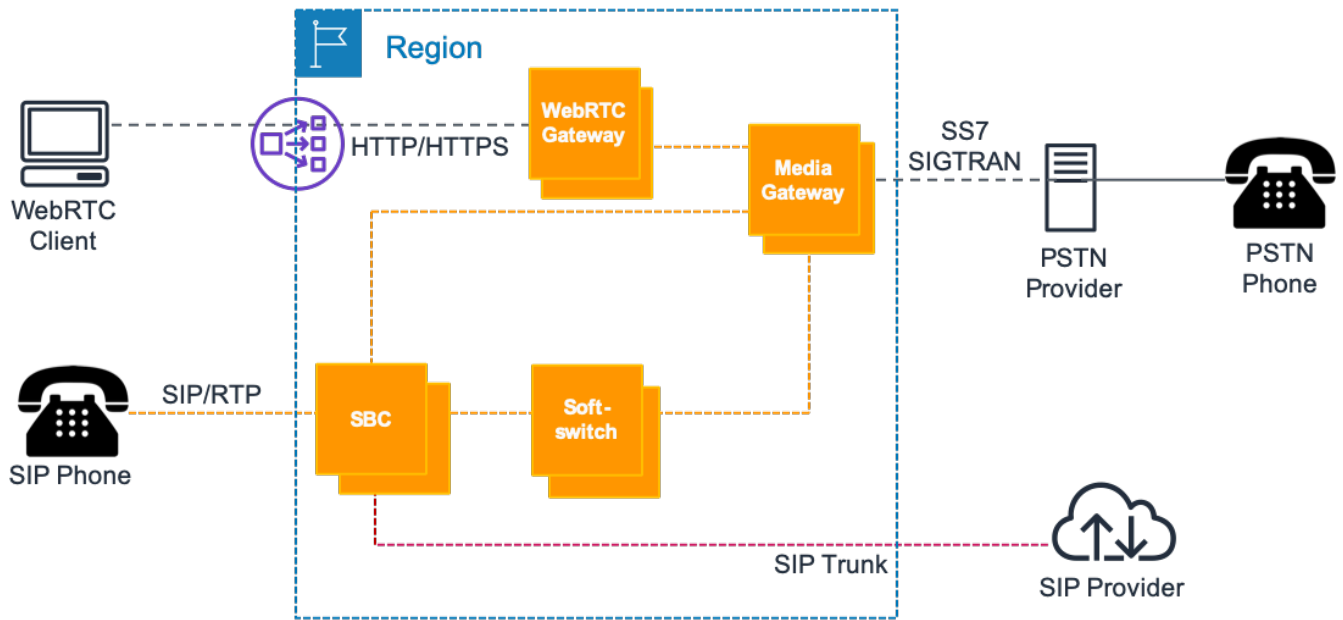 Region
WebRTC
Gateway
HTTP/HTTPS
SS7
SIGTRAN
Media
Gateway
WebRTC
Client
PSTN
Provider
PSTN
Phone
SIP/RTP
SBC
Soft-
switch
SIP Phone
SIP Trunk
SIP Provider